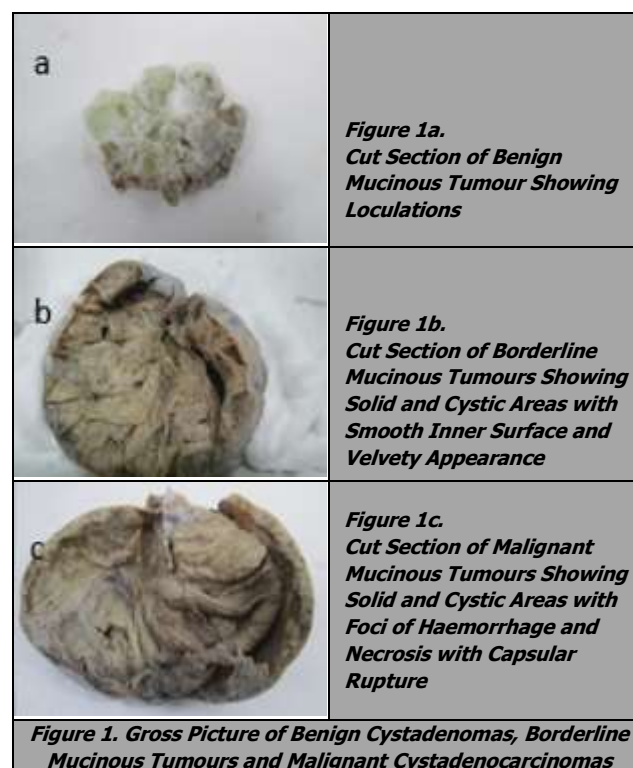 a
Figure 1a.
Cut Section of Benign
Mucinous Tumour Showing
Loculations
b
Figure 1b.
Cut Section of Borderline
Mucinous Tumours Showing
Solid and Cystic Areas with
Smooth Inner Surface and
Velvety Appearance
c
Figure 1c.
Cut Section of Malignant
Mucinous Tumours Showing
Solid and Cystic Areas with
Foci of Haemorrhage and
Necrosis with Capsular
Rupture
Figure 1. Gross Picture of Benign Cystadenomas, Borderline
Mucinous Tumours and Malignant Cystadenocarcinomas